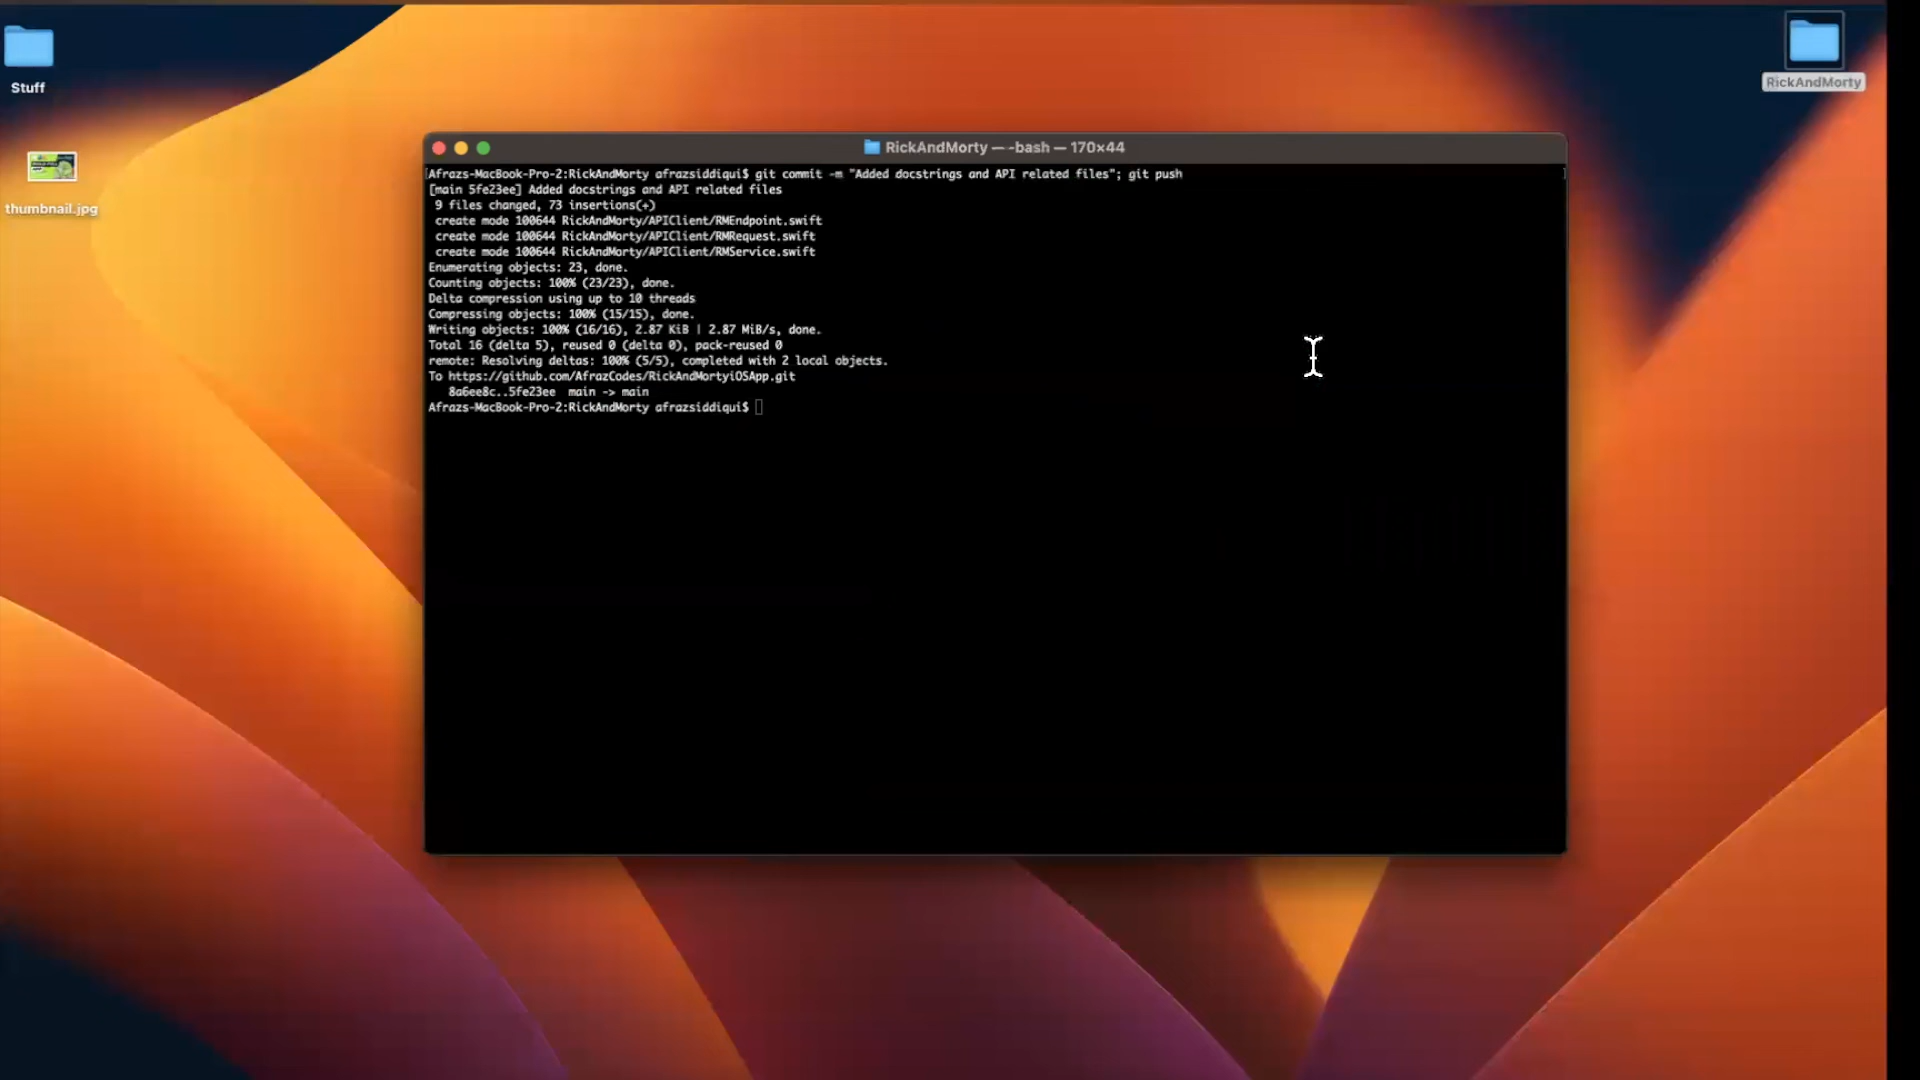 Stuff
thumbnail.jpg
RickAndMorty
RickAndMorty — -bash — 170×44
Afrazs-MacBook-Pro-2:RickAndMorty afrazsiddiqui$ git commit -m "Added docstrings and API related files"; git push
[main 5fe23ee] Added docstrings and API related files
9 files changed, 73 insertions(+)
create mode 100644 RickAndMorty/APIClient/RMEndpoint.swift
create mode 100644 RickAndMorty/APIClient/RMRequest.swift
create mode 100644 RickAndMorty/APIClient/RMService.swift
Enumerating objects: 23, done.
Counting objects: 100% (23/23), done.
Delta compression using up to 10 threads
Compressing objects: 100% (15/15), done.
Writing objects: 100% (16/16), 2.87 KiB | 2.87 MiB/s, done.
Total 16 (delta 5), reused 0 (delta 0), pack-reused 0
remote: Resolving deltas: 100% (5/5), completed with 2 local objects.
To https://github.com/AfrazCodes/RickAndMortyiOSApp.git
8a6ee8c..5fe23ee  main -> main
Afrazs-MacBook-Pro-2:RickAndMorty afrazsiddiqui$